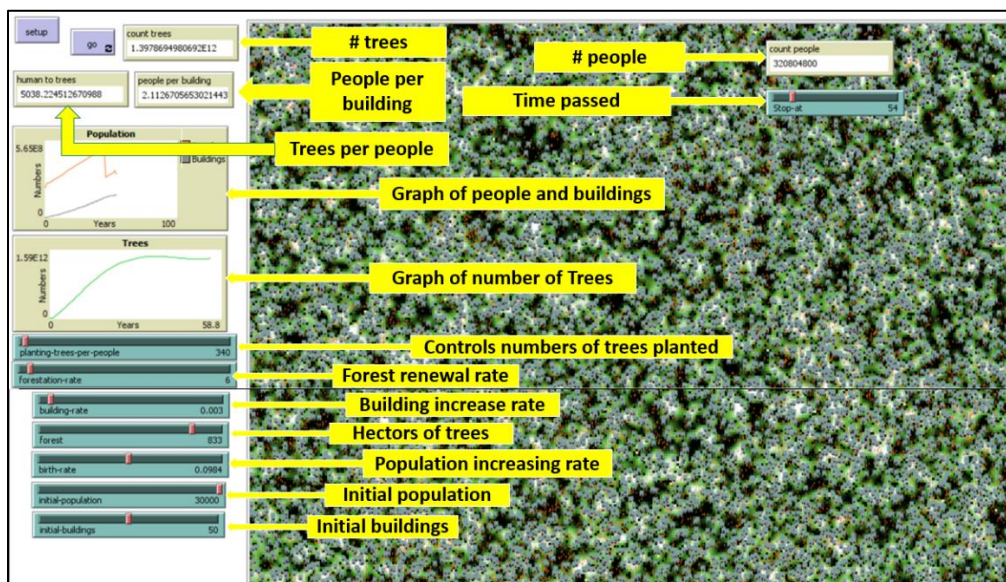 setup
go
count trees
1.3978694980692E12
# trees
# people
count people
320804800
human to trees
5038.224512670988
people per building
2.1126705653021443
People per
building
Time passed
Stop-at 54
Trees per people
Population
5.65E8
Numbers
0
0 Years 100
Buildings
Graph of people and buildings
Trees
1.59E12
Numbers
0
0 Years 58.8
Graph of number of Trees
planting-trees-per-people 340
Controls numbers of trees planted
forestation-rate 6
Forest renewal rate
building-rate 0.003
Building increase rate
forest 833
Hectors of trees
birth-rate 0.0984
Population increasing rate
initial-population 30000
Initial population
initial-buildings 50
Initial buildings